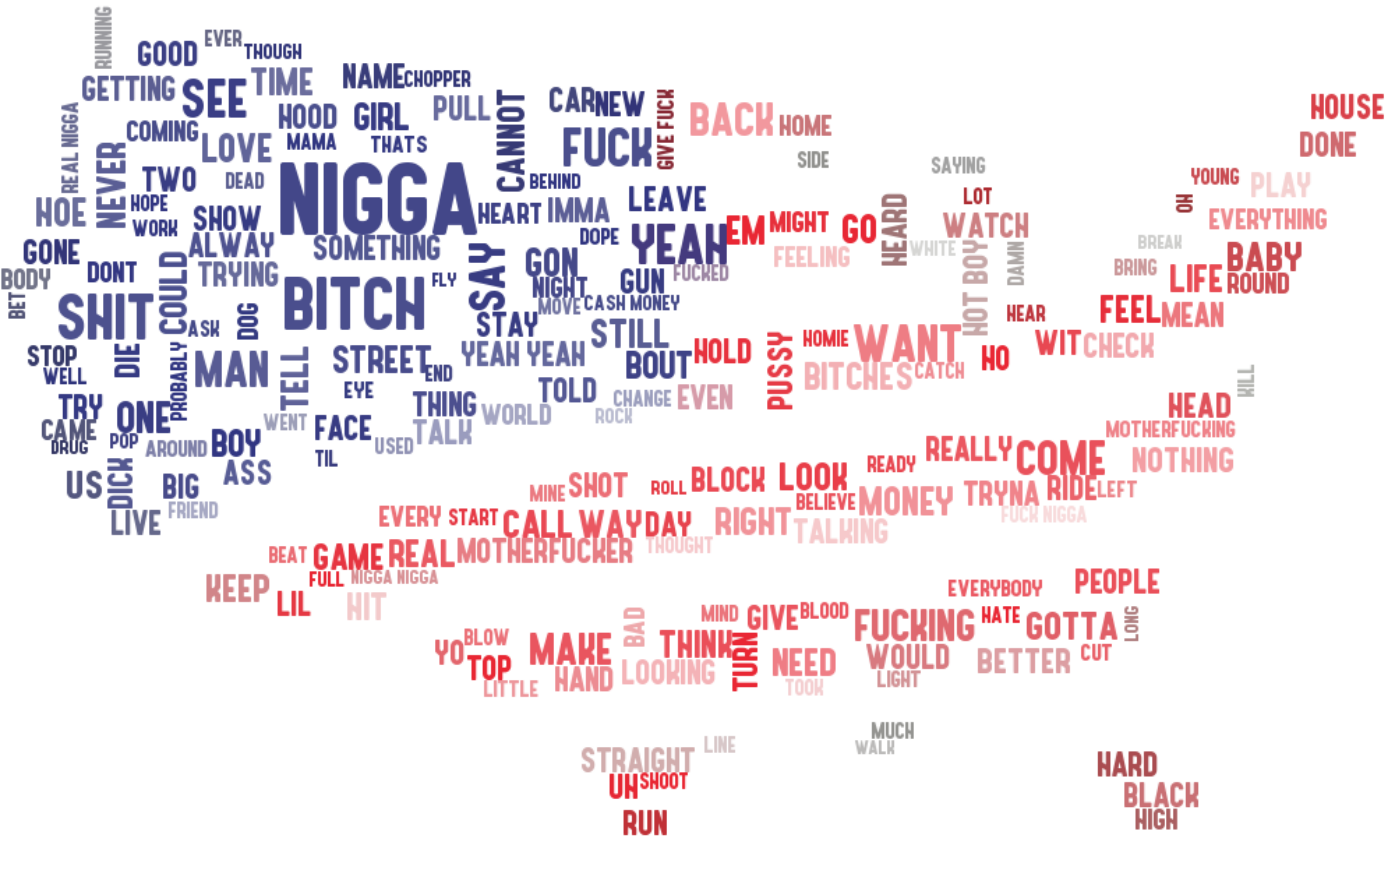 RUNNING
GOOD EVER THOUGH
GETTING SEE TIME NAME CHOPPER
REAL NIGGA COMING HOOD GIRL PULL CANNOT CAR NEW GIVE FUCK BACK HOME HOUSE
NEVER LOVE MAMA THATS FUCK SIDE DONE
TWO DEAD NIGGA BEHIND SAYING YOUNG PLAY
HOE HOPE SHOW HEART IMMA LEAVE LOT OH
WORK DOPE YEAH EM MIGHT GO HEARD WATCH EVERYTHING
GONE ALWAY SOMETHING SAY GON FEELING WHITE HOT BOY DAMN BREAK BABY
BODY DONT COULD TRYING FLY NIGHT GUN FUCKED BRING LIFE ROUND
BET SHIT ASK DOG BITCH MOVE CASH MONEY HEAR FEEL MEAN
STAY STILL HOMIE WANT WIT CHECK
STOP DIE PROBABLY MAN TELL STREET YEAH YEAH BOUT HOLD PUSSY HO
WELL END BITCHES CATCH KILL
TRY ONE EYE THING TOLD CHANGE EVEN HEAD
CAME WENT FACE WORLD ROCK
DRUG POP AROUND BOY USED TALK MOTHERFUCKING
TIL REALLY COME NOTHING
US DICK BIG ASS MINE SHOT ROLL BLOCK LOOK READY
LIVE FRIEND BELIEVE MONEY TRYNA RIDE LEFT
EVERY START CALL WAY DAY RIGHT TALKING FUCK NIGGA
BEAT GAME REAL MOTHERFUCKER THOUGHT
KEEP FULL NIGGA NIGGA EVERYBODY PEOPLE
LIL HIT BAD MIND GIVE BLOOD FUCKING HATE GOTTA LONG
YO BLOW MAKE THINK TURN NEED WOULD BETTER CUT
TOP HAND LOOKING LIGHT
LITTLE TOOK
MUCH
STRAIGHT LINE WALK
UH SHOOT HARD
RUN BLACK
HIGH